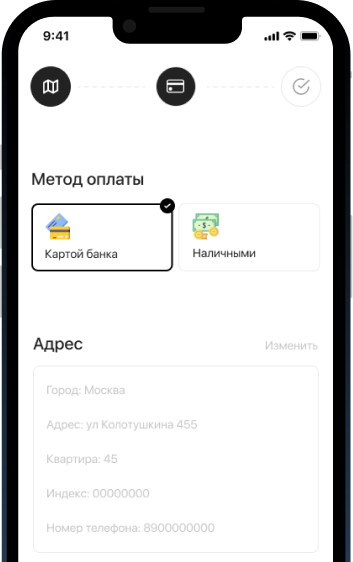 9:41
Метод оплаты
Картой банка
Наличными
Адрес
Изменить
Город: Москва
Адрес: ул Колотушкина 455
Квартира: 45
Индекс: 00000000
Номер телефона: 8900000000